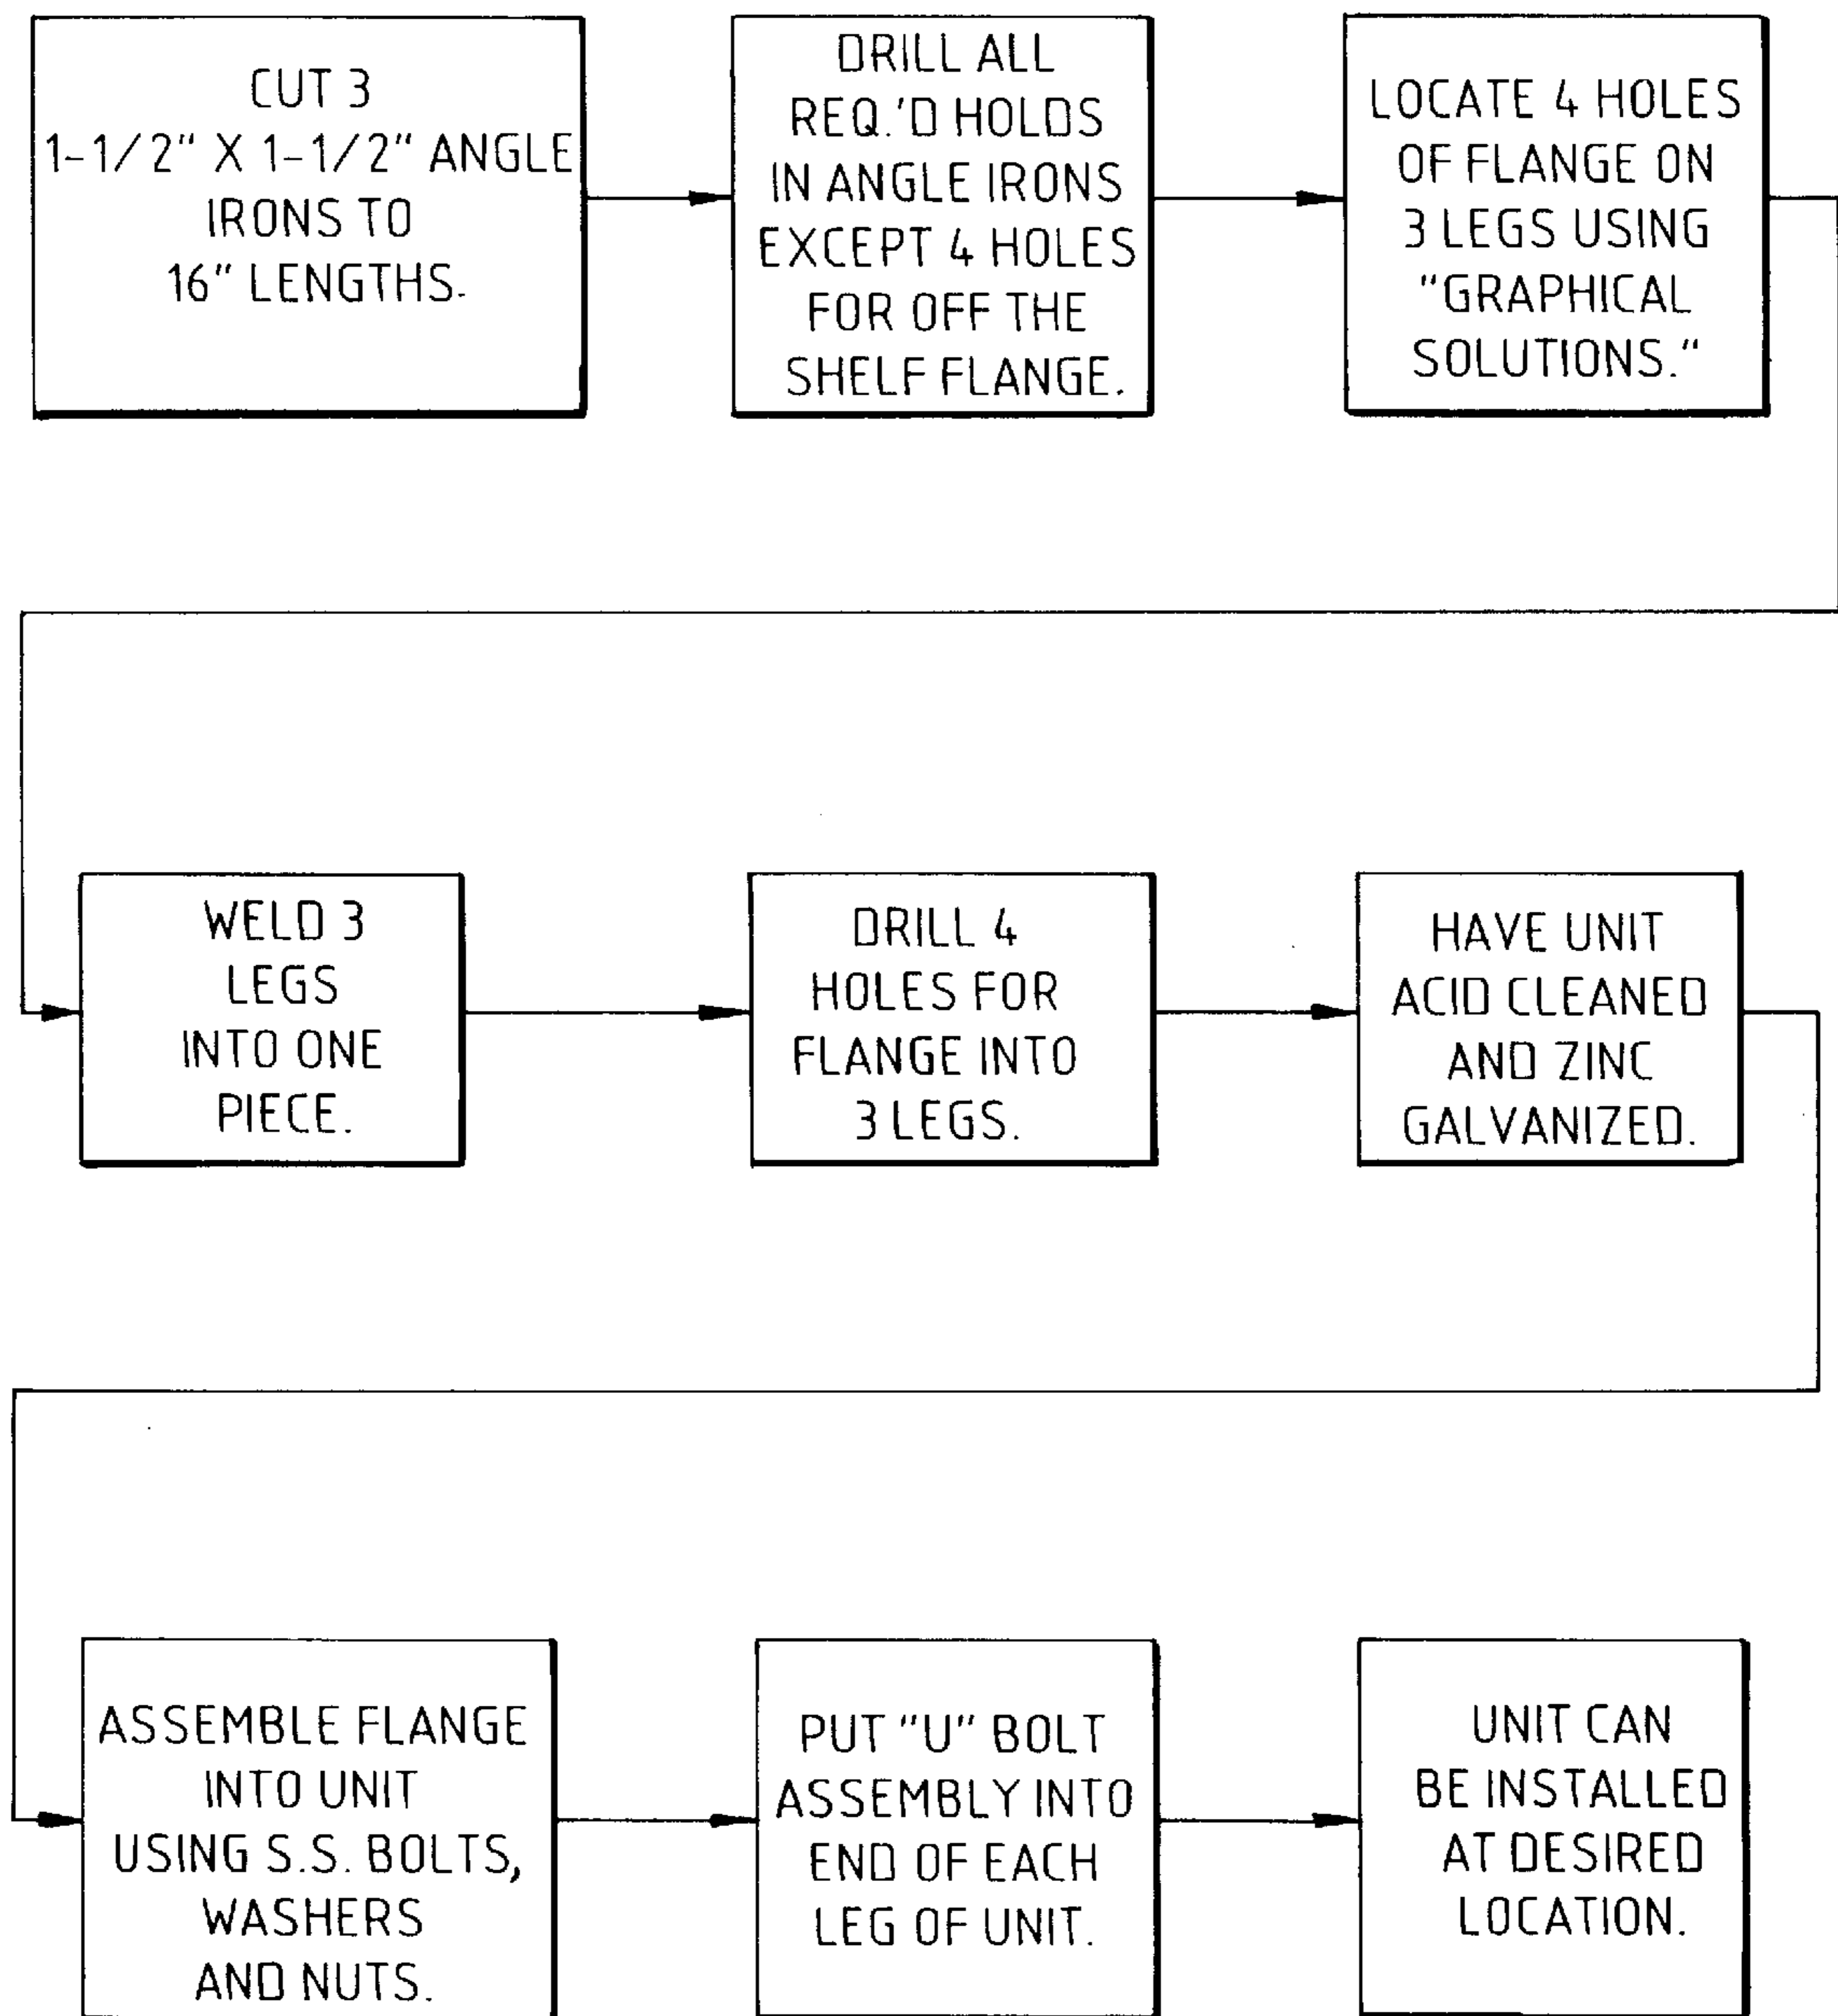 CUT 3
1-1/2" X 1-1/2" ANGLE
IRONS TO
16" LENGTHS.
DRILL ALL
REQ.'D HOLDS
IN ANGLE IRONS
EXCEPT 4 HOLES
FOR OFF THE
SHELF FLANGE.
LOCATE 4 HOLES
OF FLANGE ON
3 LEGS USING
"GRAPHICAL
SOLUTIONS."
WELD 3
LEGS
INTO ONE
PIECE.
DRILL 4
HOLES FOR
FLANGE INTO
3 LEGS.
HAVE UNIT
ACID CLEANED
AND ZINC
GALVANIZED.
ASSEMBLE FLANGE
INTO UNIT
USING S.S. BOLTS,
WASHERS
AND NUTS.
PUT "U" BOLT
ASSEMBLY INTO
END OF EACH
LEG OF UNIT.
UNIT CAN
BE INSTALLED
AT DESIRED
LOCATION.